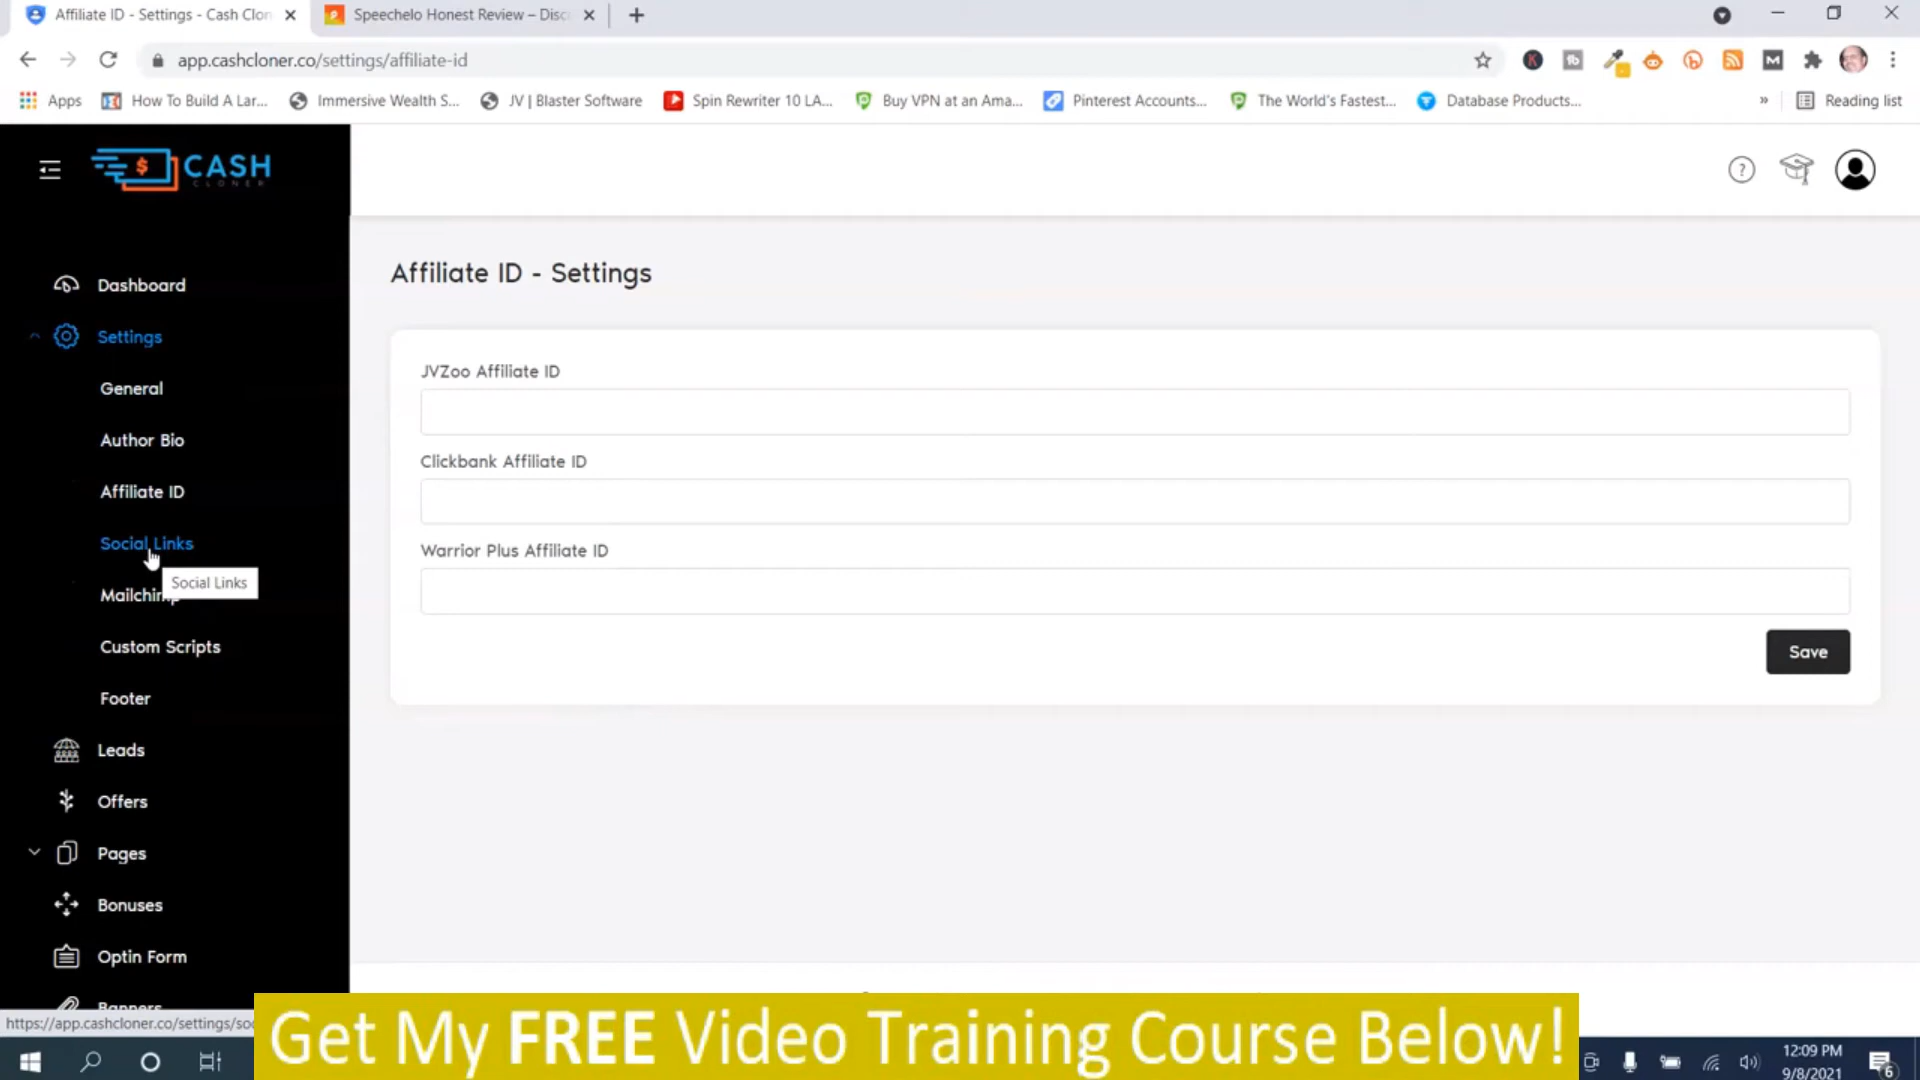 Affiliate ID - Settings - Cash Clon
Speechelo Honest Review – Disc
app.cashcloner.co/settings/affiliate-id
Apps
How To Build A Lar...
Immersive Wealth S...
JV | Blaster Software
Spin Rewriter 10 LA...
Buy VPN at an Ama...
Pinterest Accounts...
The World's Fastest...
Database Products...
»
Reading list
$ CASH
CLONER
?
Dashboard
Settings
General
Author Bio
Affiliate ID
Social Links
Social Links
Mailchimp
Custom Scripts
Footer
Leads
Offers
Pages
Bonuses
Optin Form
Banners
Affiliate ID - Settings
JVZoo Affiliate ID
Clickbank Affiliate ID
Warrior Plus Affiliate ID
Save
https://app.cashcloner.co/settings/so
Get My FREE Video Training Course Below!
12:09 PM
9/8/2021
6